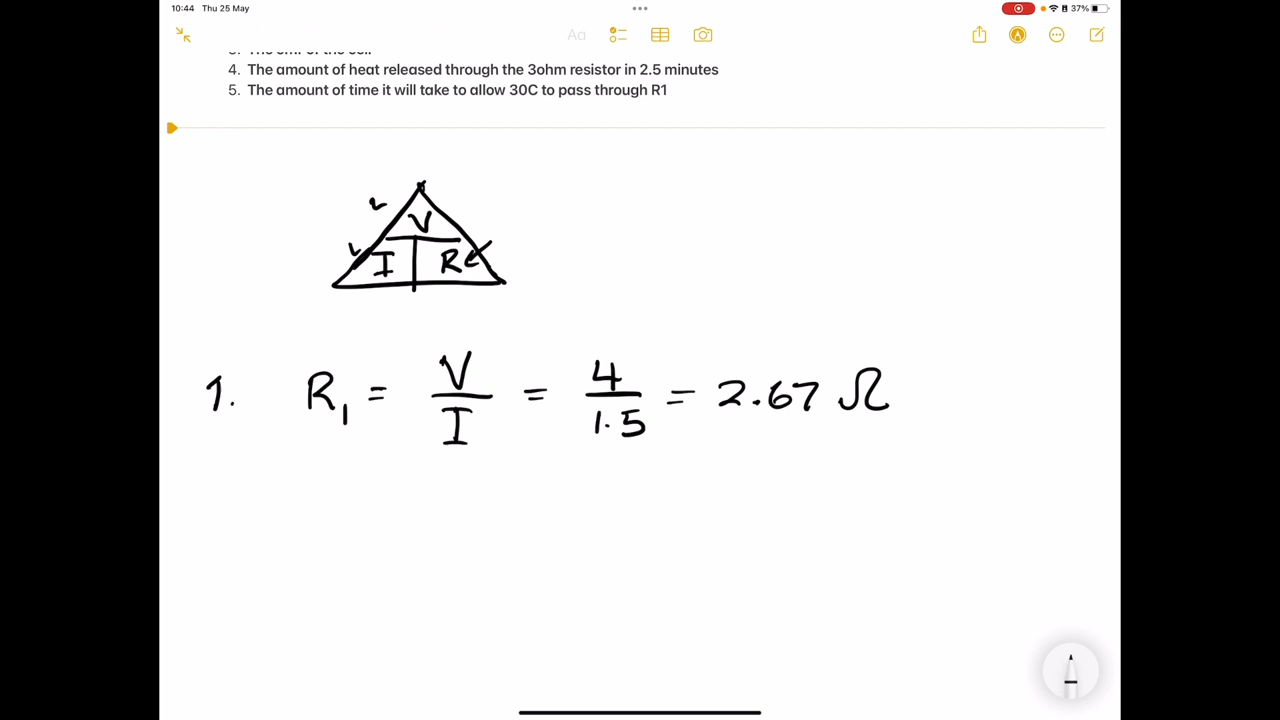 10:44 Thu 25 May
37%
Aa
4. The amount of heat released through the 3ohm resistor in 2.5 minutes
5. The amount of time it will take to allow 30C to pass through R1
V
I R
1. R₁ = V/I = 4/1.5 = 2.67 Ω